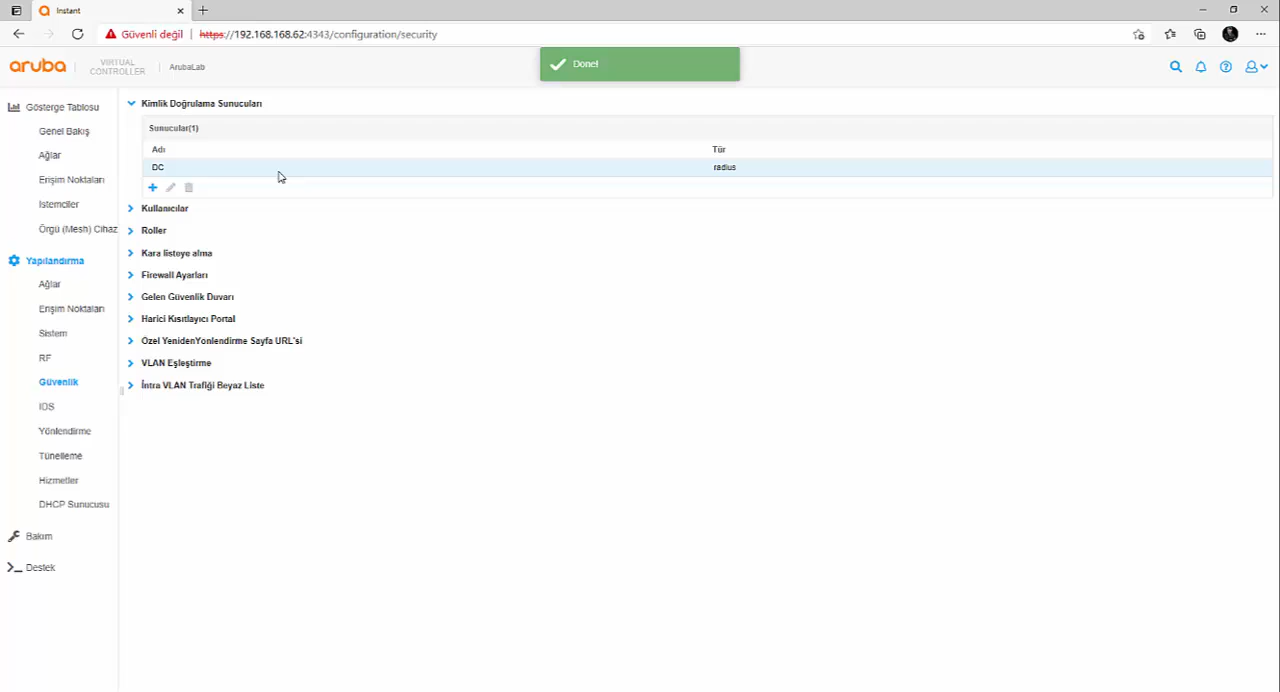 Instant
Güvenli değil | https://192.168.168.62:4343/configuration/security
aruba
VIRTUAL
CONTROLLER
ArubaLab
Done!
Gösterge Tablosu
Genel Bakış
Ağlar
Erişim Noktaları
İstemciler
Örgü (Mesh) Cihaz
Yapılandırma
Ağlar
Erişim Noktaları
Sistem
RF
Güvenlik
IDS
Yönlendirme
Tünelleme
Hizmetler
DHCP Sunucusu
Bakım
Destek
Kimlik Doğrulama Sunucuları
Sunucular(1)
Adı Tür
DC radius
Kullanıcılar
Roller
Kara listeye alma
Firewall Ayarları
Gelen Güvenlik Duvarı
Harici Kısıtlayıcı Portal
Özel YenidenYönlendirme Sayfa URL'si
VLAN Eşleştirme
İntra VLAN Trafiği Beyaz Liste